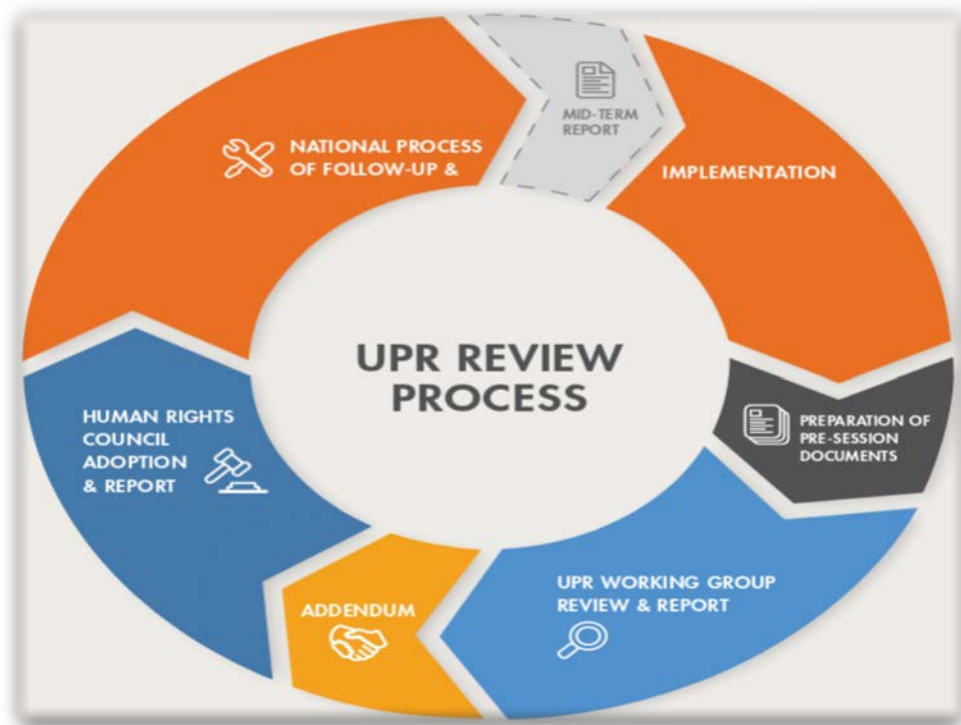 MID-TERM
REPORT
NATIONAL PROCESS
OF FOLLOW-UP &
IMPLEMENTATION
UPR REVIEW
PROCESS
PREPARATION OF
PRE-SESSION
DOCUMENTS
HUMAN RIGHTS
COUNCIL
ADOPTION
& REPORT
UPR WORKING GROUP
REVIEW & REPORT
ADDENDUM